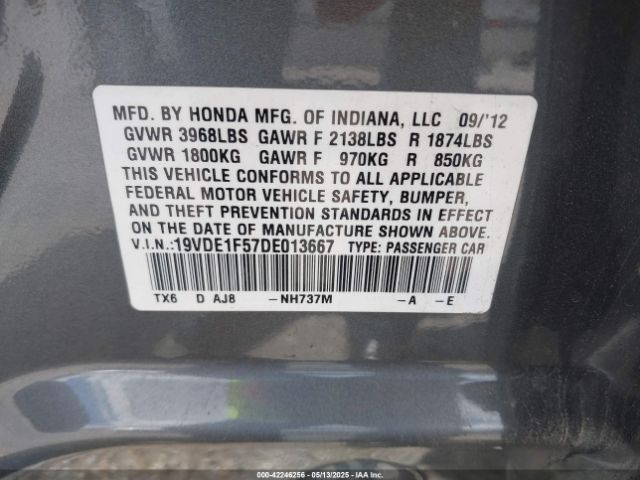 MFD. BY HONDA MFG. OF INDIANA, LLC 09/'12
GVWR 3968LBS GAWR F 2138LBS R 1874LBS
GVWR 1800KG GAWR F 970KG R 850KG
THIS VEHICLE CONFORMS TO ALL APPLICABLE
FEDERAL MOTOR VEHICLE SAFETY, BUMPER,
AND THEFT PREVENTION STANDARDS IN EFFECT
ON THE DATE OF MANUFACTURE SHOWN ABOVE.
V.I.N.:19VDE1F57DE013667 TYPE: PASSENGER CAR
TX6 D AJ8 -NH737M -A -E
000-42246256 - 05/13/2025 - IAA Inc.